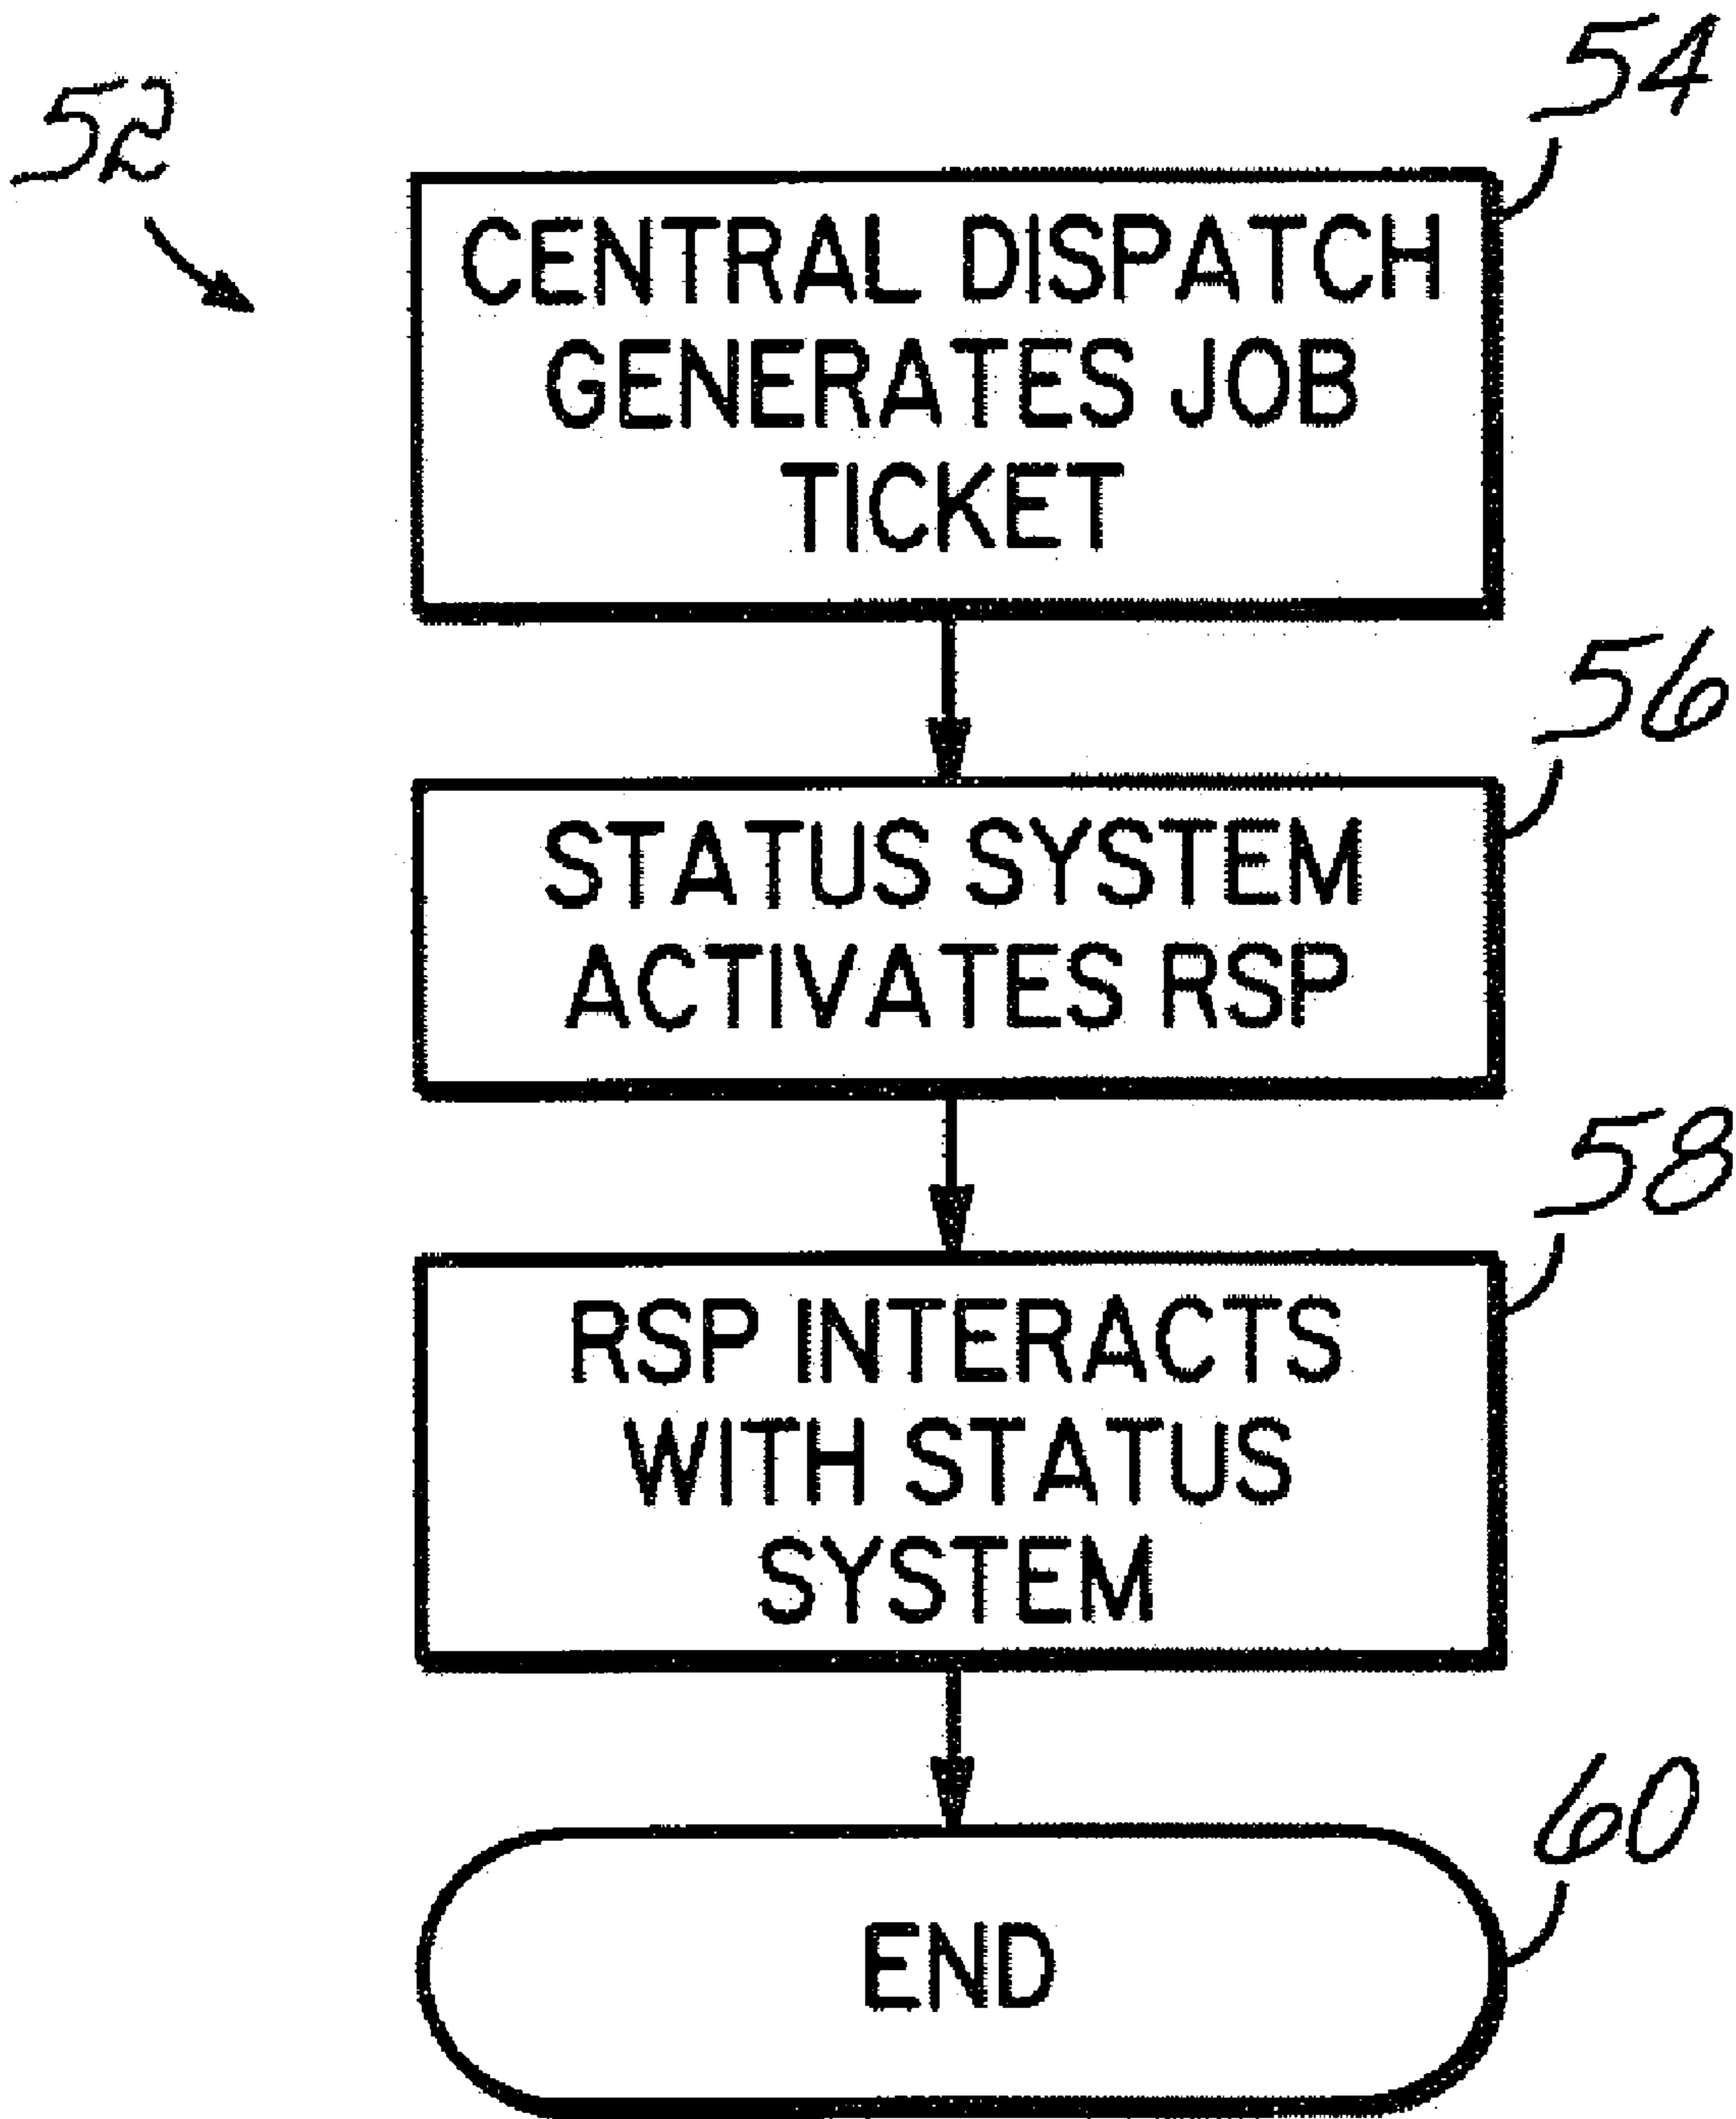 52
54
CENTRAL DISPATCH
GENERATES JOB
TICKET
56
STATUS SYSTEM
ACTIVATES RSP
58
RSP INTERACTS
WITH STATUS
SYSTEM
60
END